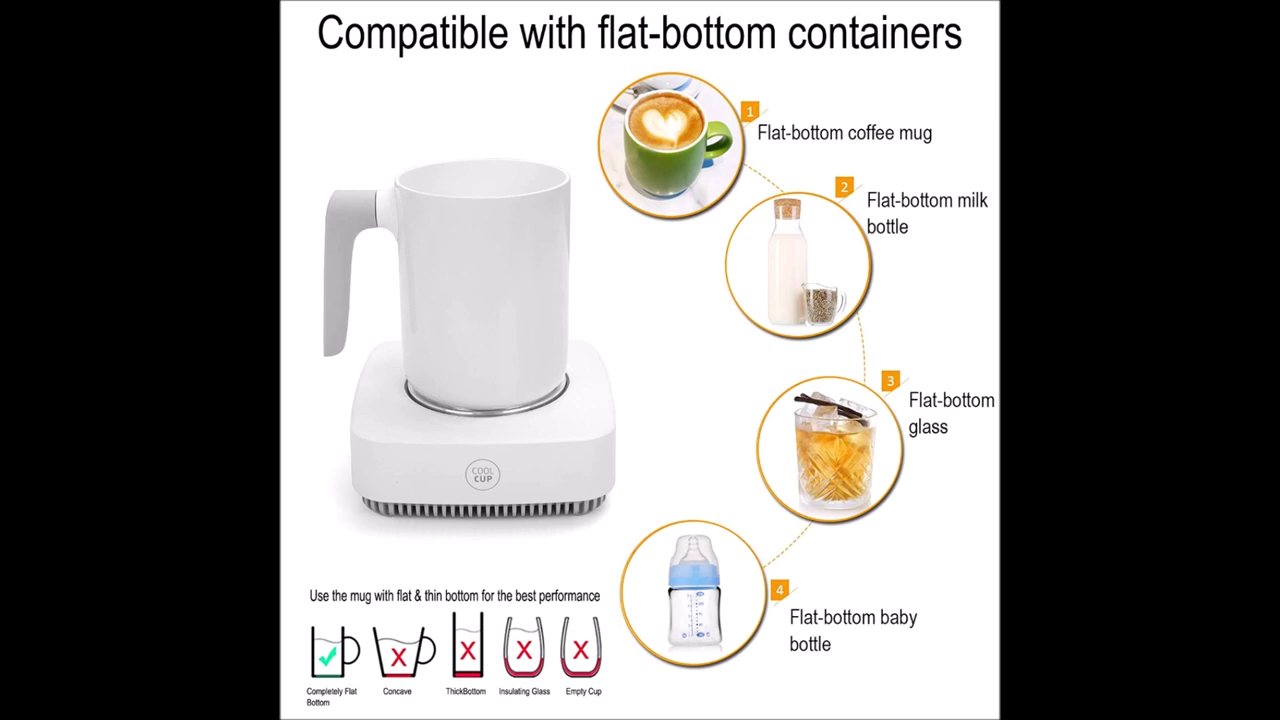 Compatible with flat-bottom containers
1
Flat-bottom coffee mug
2
Flat-bottom milk
bottle
3
Flat-bottom
glass
COOL
CUP
4
Flat-bottom baby
bottle
Use the mug with flat & thin bottom for the best performance
X X X X
Completely Flat
Bottom
Concave
ThickBottom
Insulating Glass
Empty Cup